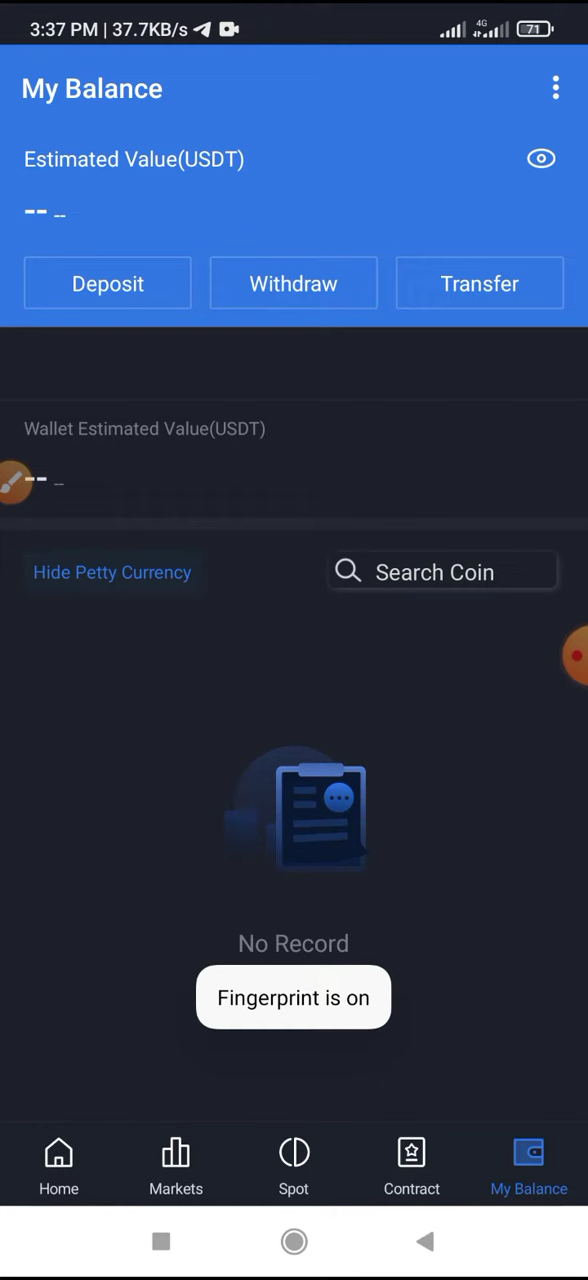 3:37 PM | 37.7KB/s
4G
71
My Balance
Estimated Value(USDT)
-- --
Deposit Withdraw Transfer
Wallet Estimated Value(USDT)
-- --
Hide Petty Currency Search Coin
No Record
Fingerprint is on
Home Markets Spot Contract My Balance